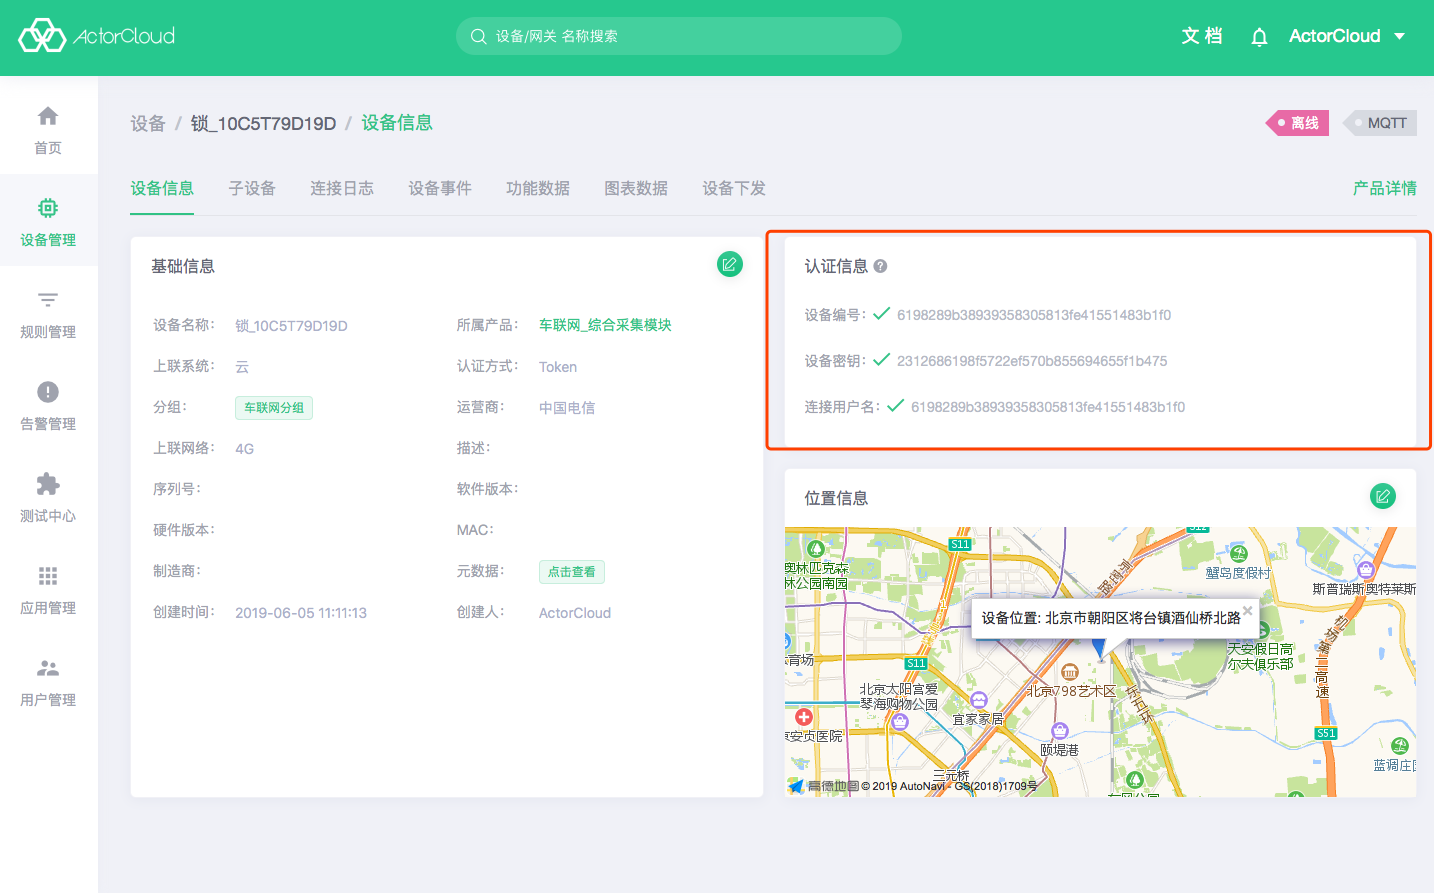 ActorCloud
设备/网关 名称搜索
文 档
ActorCloud
首页
设备管理
规则管理
告警管理
测试中心
应用管理
用户管理
设备 / 锁_10C5T79D19D / 设备信息
离线
MQTT
设备信息 子设备 连接日志 设备事件 功能数据 图表数据 设备下发
产品详情
基础信息
设备名称: 锁_10C5T79D19D
所属产品: 车联网_综合采集模块
上联系统: 云
认证方式: Token
分组: 车联网分组
运营商: 中国电信
上联网络: 4G
描述:
序列号:
软件版本:
硬件版本:
MAC:
制造商:
元数据: 点击查看
创建时间: 2019-06-05 11:11:13
创建人: ActorCloud
认证信息 ?
设备编号: 6198289b38939358305813fe41551483b1f0
设备密钥: 2312686198f5722ef570b855694655f1b475
连接用户名: 6198289b38939358305813fe41551483b1f0
位置信息
S11
S12
奥林匹克森
林公园南园
京密路
蟹岛度假村
斯普瑞斯奥特莱斯
设备位置: 北京市朝阳区将台镇酒仙桥北路
×
机场第二高速
天安假日高
尔夫俱乐部
体育场
S11
北京太阳宫爱
琴海购物公园
北京798艺术区
东五环
宜家家居
京安贞医院
颐堤港
S51
蓝调庄园
三元桥
高德地图 © 2019 AutoNavi - GS(2018)1709号